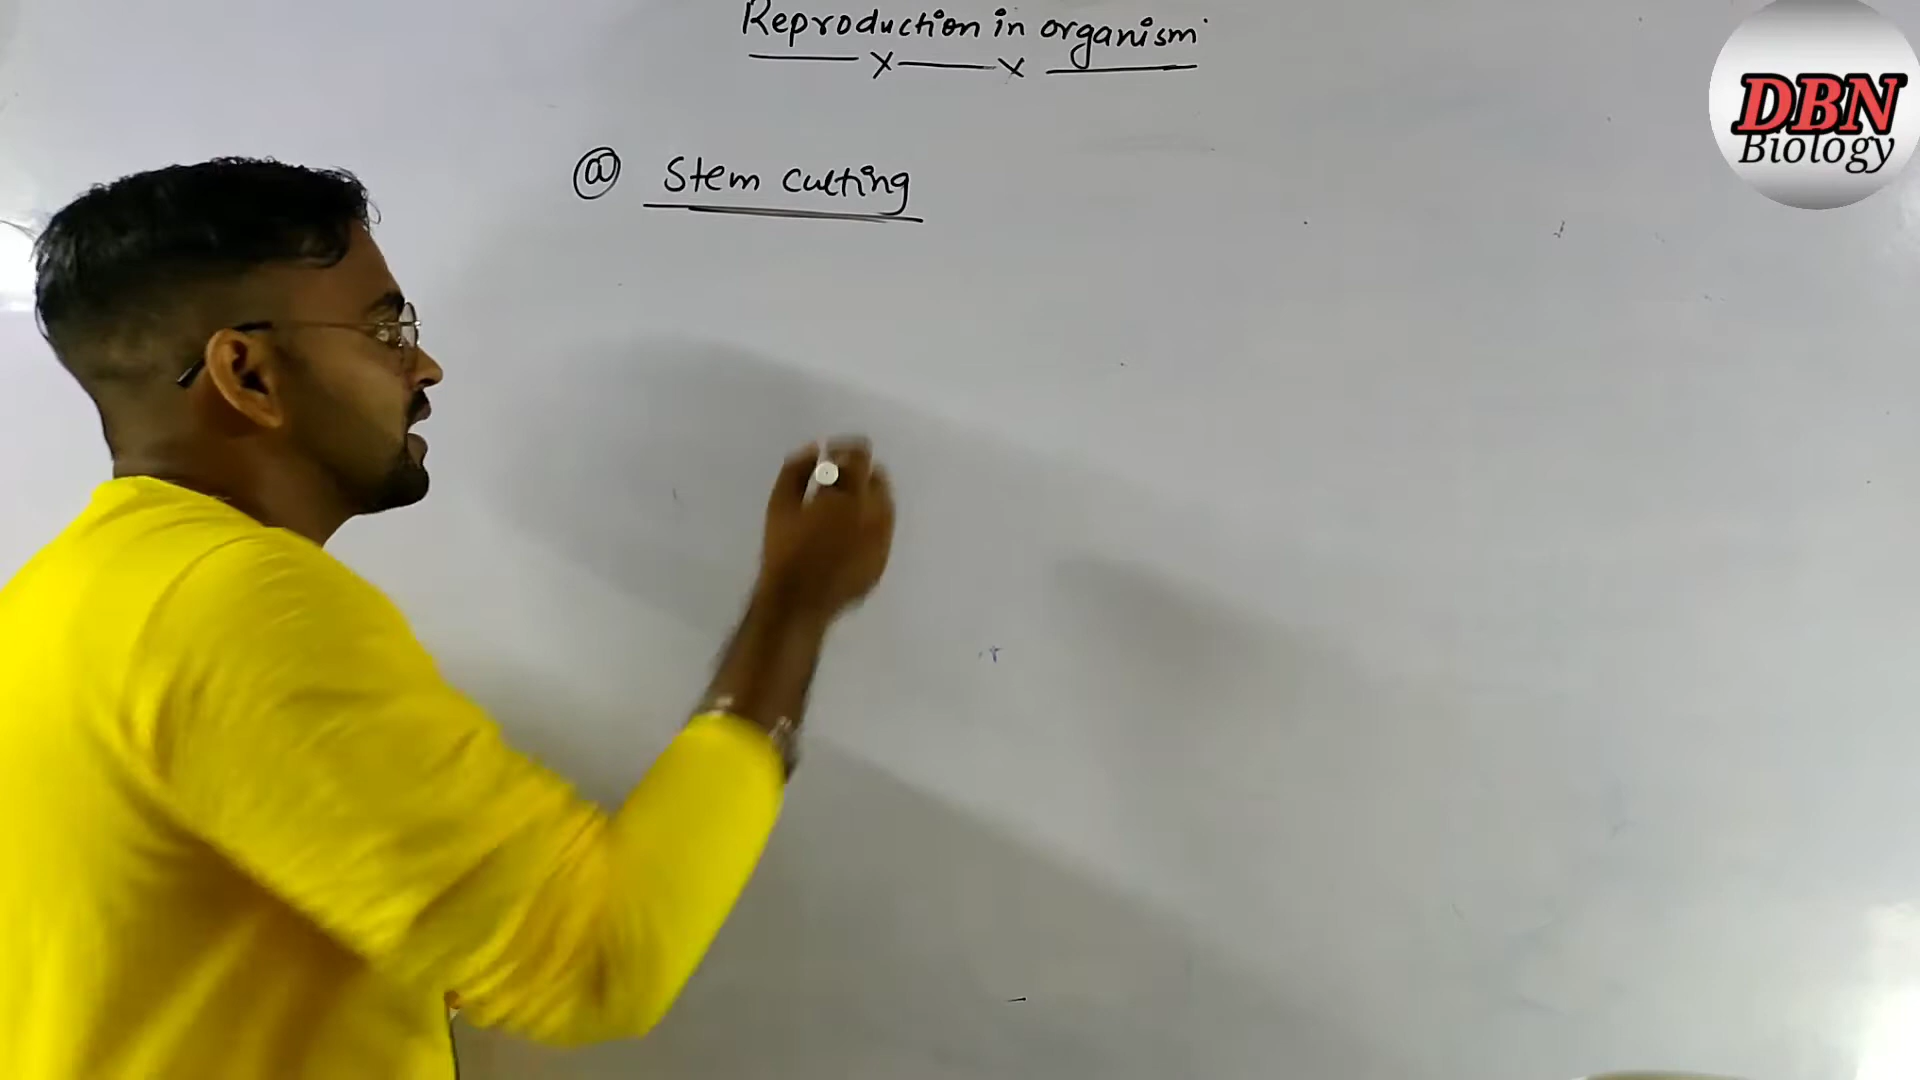 Reproduction in organism
x x
ⓐ Stem cutting
DBN
Biology